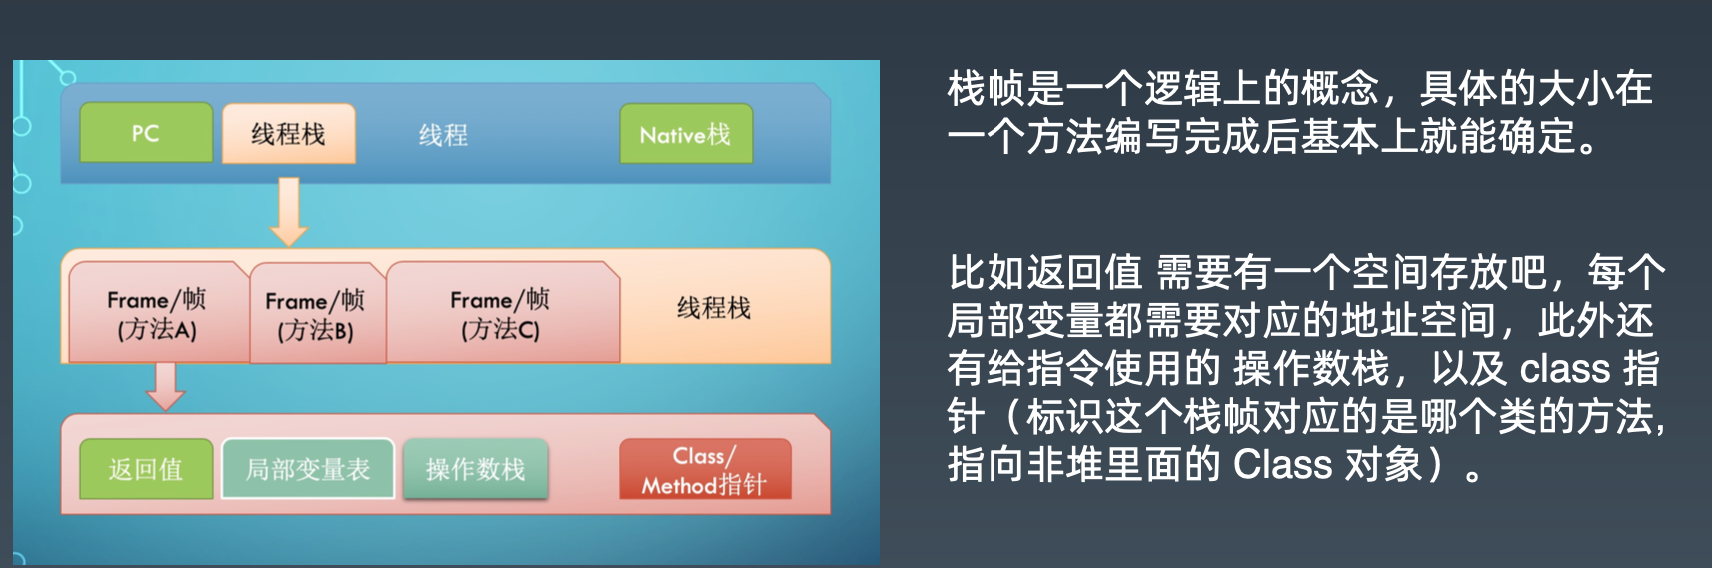 PC
线程栈
线程
Native栈
Frame/帧
(方法A)
Frame/帧
(方法B)
Frame/帧
(方法C)
线程栈
返回值
局部变量表
操作数栈
Class/
Method指针
栈帧是一个逻辑上的概念，具体的大小在
一个方法编写完成后基本上就能确定。
比如返回值 需要有一个空间存放吧，每个
局部变量都需要对应的地址空间，此外还
有给指令使用的 操作数栈，以及 class 指
针（标识这个栈帧对应的是哪个类的方法,
指向非堆里面的 Class 对象）。